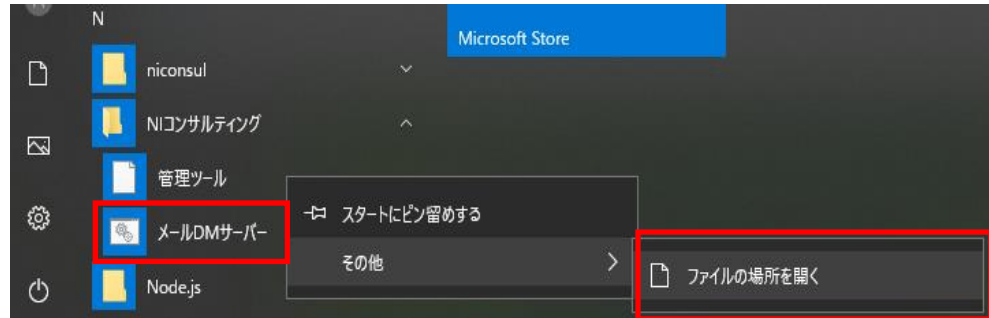 N
Microsoft Store
niconsul
NIコンサルティング
管理ツール
メールDMサーバー
Node.js
スタートにピン留めする
その他
ファイルの場所を開く